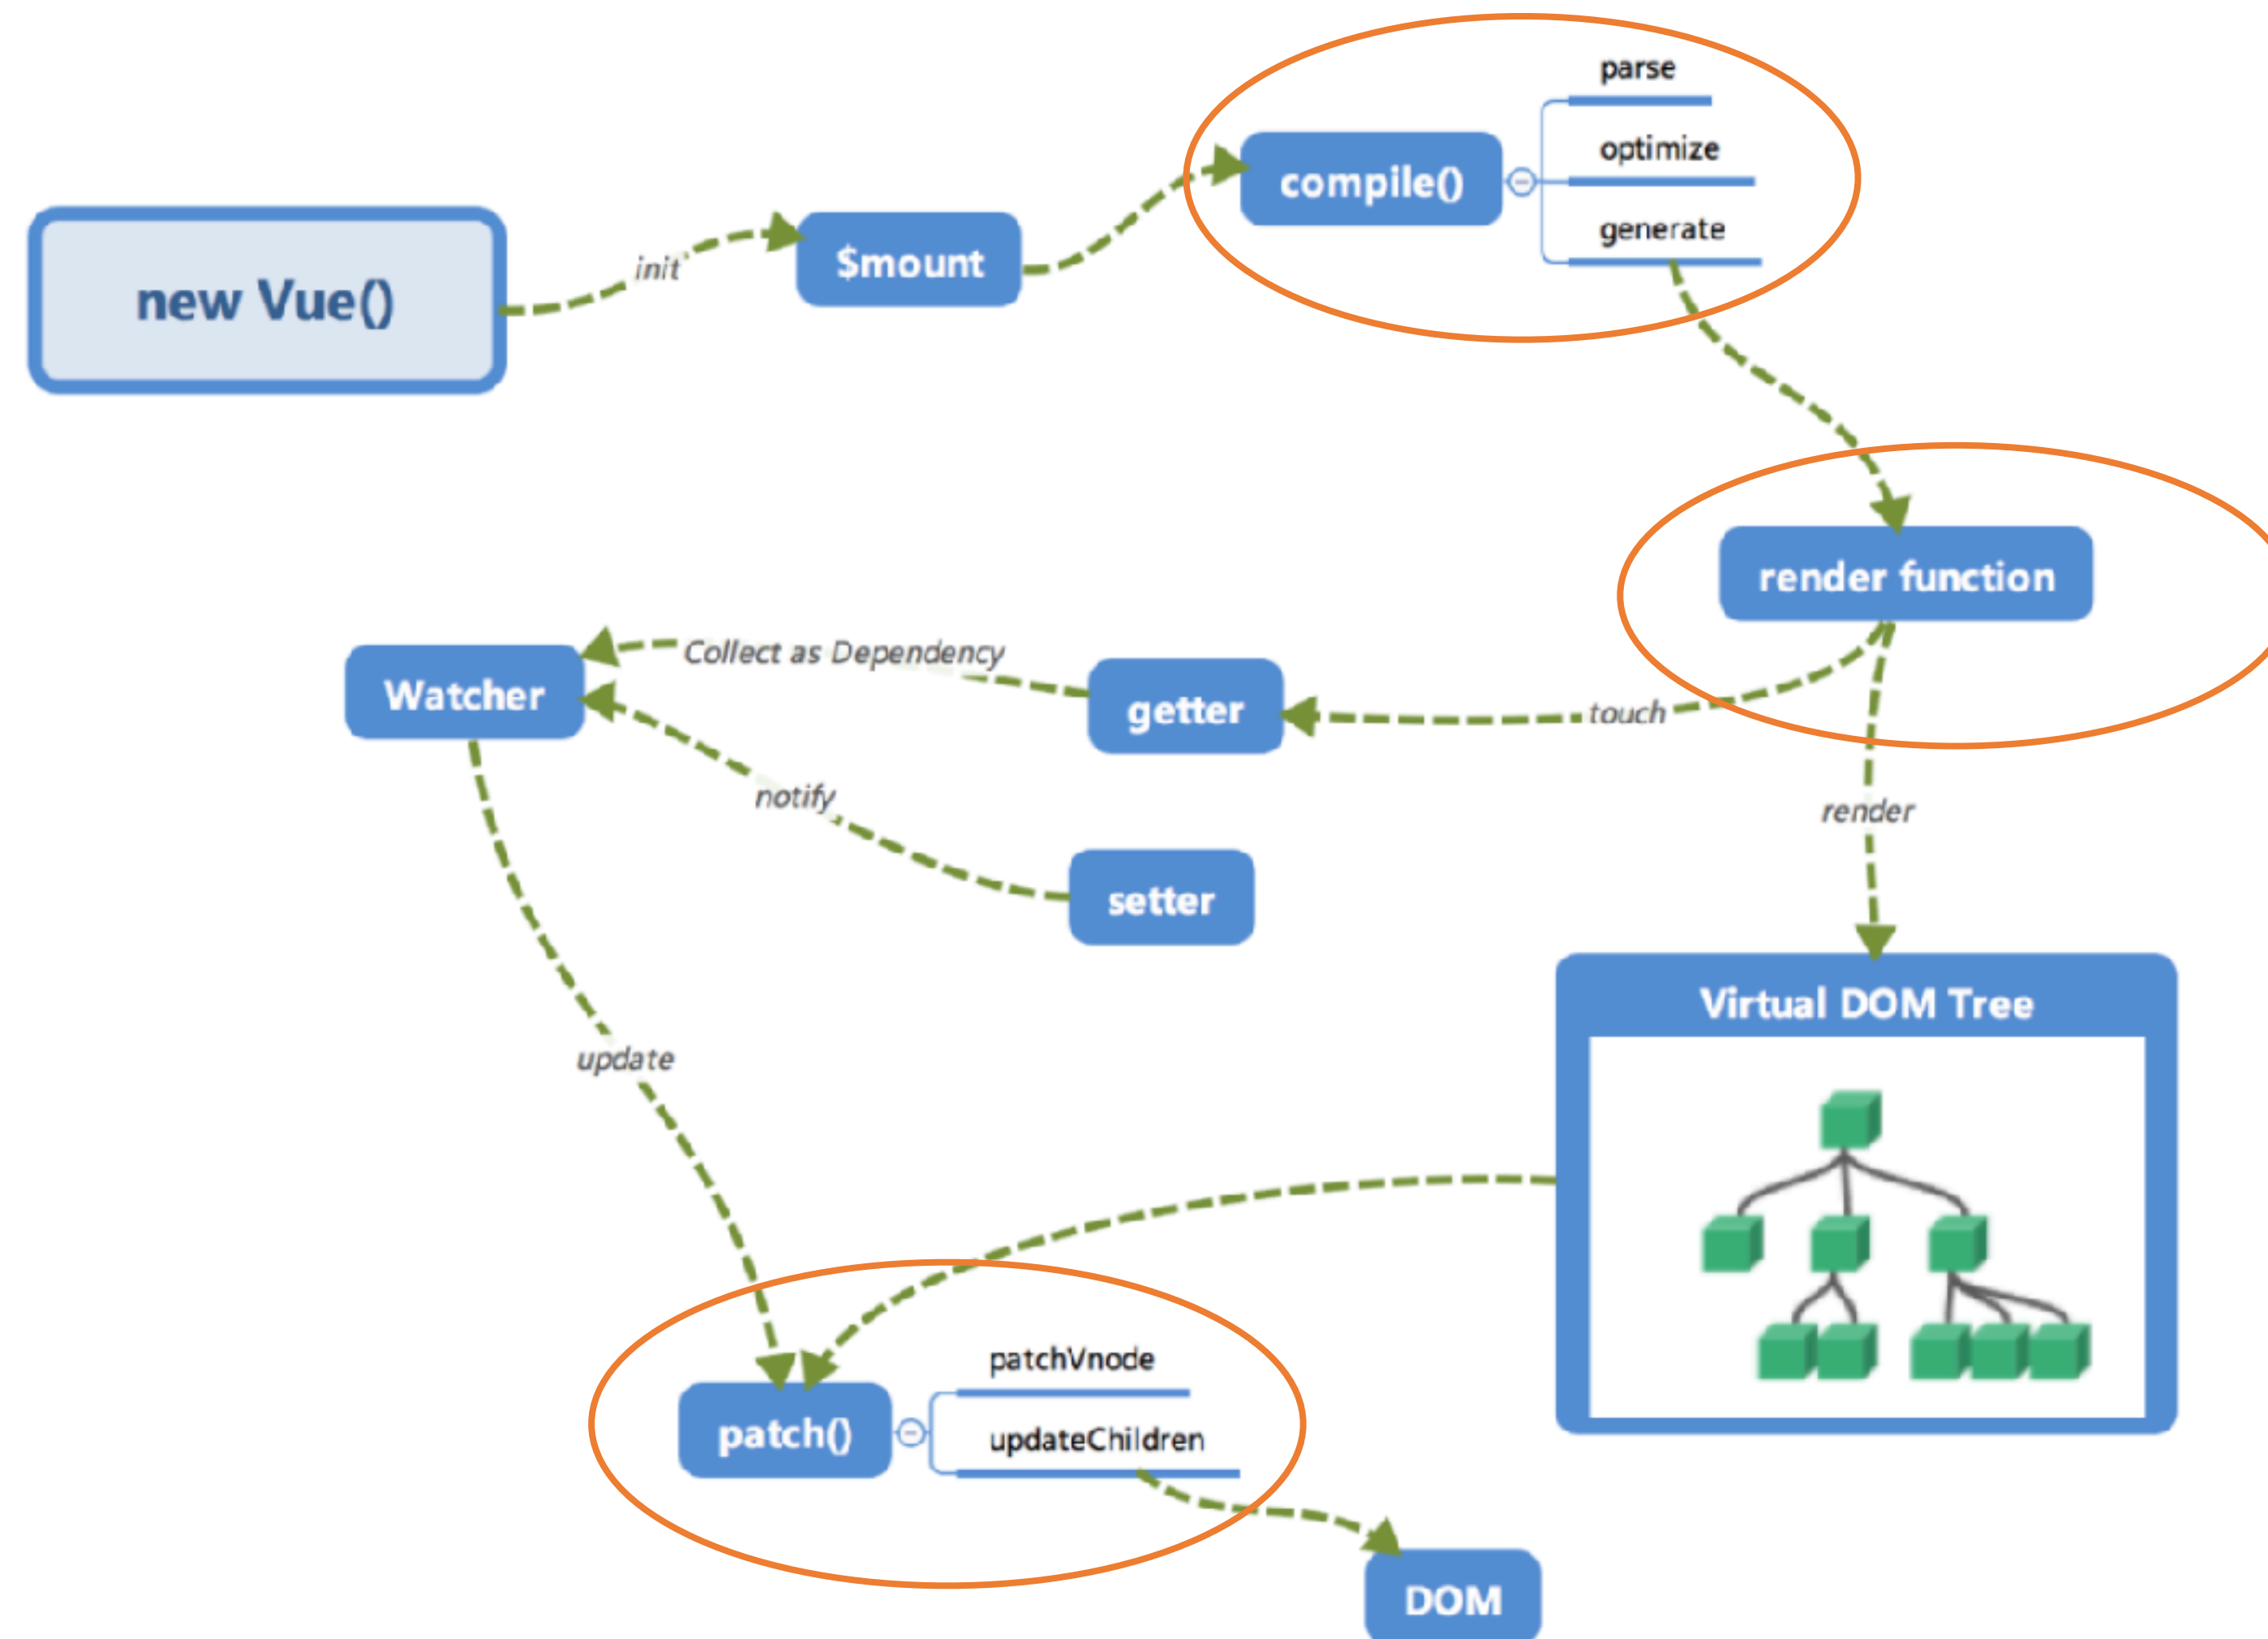 parse
optimize
compile()
generate
new Vue()
init
$mount
render function
Collect as Dependency
Watcher
getter
touch
notify
render
setter
Virtual DOM Tree
update
patchVnode
patch()
updateChildren
DOM